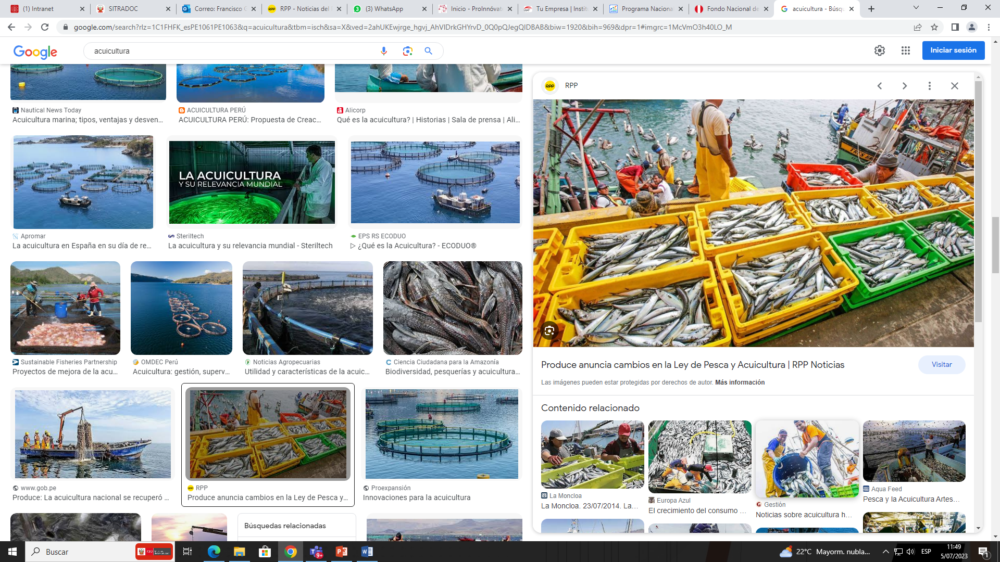 (1) Intranet
SITRADOC
Correo: Francisco C
RPP - Noticias del
(3) WhatsApp
Inicio - ProInnóvate
Tu Empresa | Instit
Programa Naciona
Fondo Nacional de
acuicultura - Búsqu
google.com/search?rlz=1C1FHFK_esPE1061PE1063&q=acuicultura&tbm=isch&sa=X&ved=2ahUKEwjrge_hgvj_AhVIDrkGHYrvD_0Q0pQJegQIDBAB&biw=1920&bih=969&dpr=1#imgrc=1McVmO3h40LO_M
Google
acuicultura
Iniciar sesión
Nautical News Today
Acuicultura marina; tipos, ventajas y desven...
ACUICULTURA PERÚ
ACUICULTURA PERÚ: Propuesta de Creac...
Alicorp
Qué es la acuicultura? | Historias | Sala de prensa | Ali...
LA ACUICULTURA
Y SU RELEVANCIA MUNDIAL
Apromar
La acuicultura en España en su día de re...
Steriltech
La acuicultura y su relevancia mundial - Steriltech
EPS RS ECODUO
▷ ¿Qué es la Acuicultura? - ECODUO®
Sustainable Fisheries Partnership
Proyectos de mejora de la acu...
OMDEC Perú
Acuicultura: gestión, superv...
Noticias Agropecuarias
Utilidad y características de la acuic...
Ciencia Ciudadana para la Amazonía
Biodiversidad, pesquerías y acuicultura...
www.gob.pe
Produce: La acuicultura nacional se recuperó ...
RPP
Produce anuncia cambios en la Ley de Pesca y...
Proexpansión
Innovaciones para la acuicultura
Búsquedas relacionadas
RPP
RPP
Produce anuncia cambios en la Ley de Pesca y Acuicultura | RPP Noticias
Visitar
Las imágenes pueden estar protegidas por derechos de autor. Más información
Contenido relacionado
La Moncloa
La Moncloa. 23/07/2014. La...
Europa Azul
El crecimiento del consumo ...
Gestión
Noticias sobre acuicultura h...
Aqua Feed
Pesca y la Acuicultura Artes...
Buscar
PERÚ
9+
22°C Mayorm. nubla...
ESP
11:49
5/07/2023
1